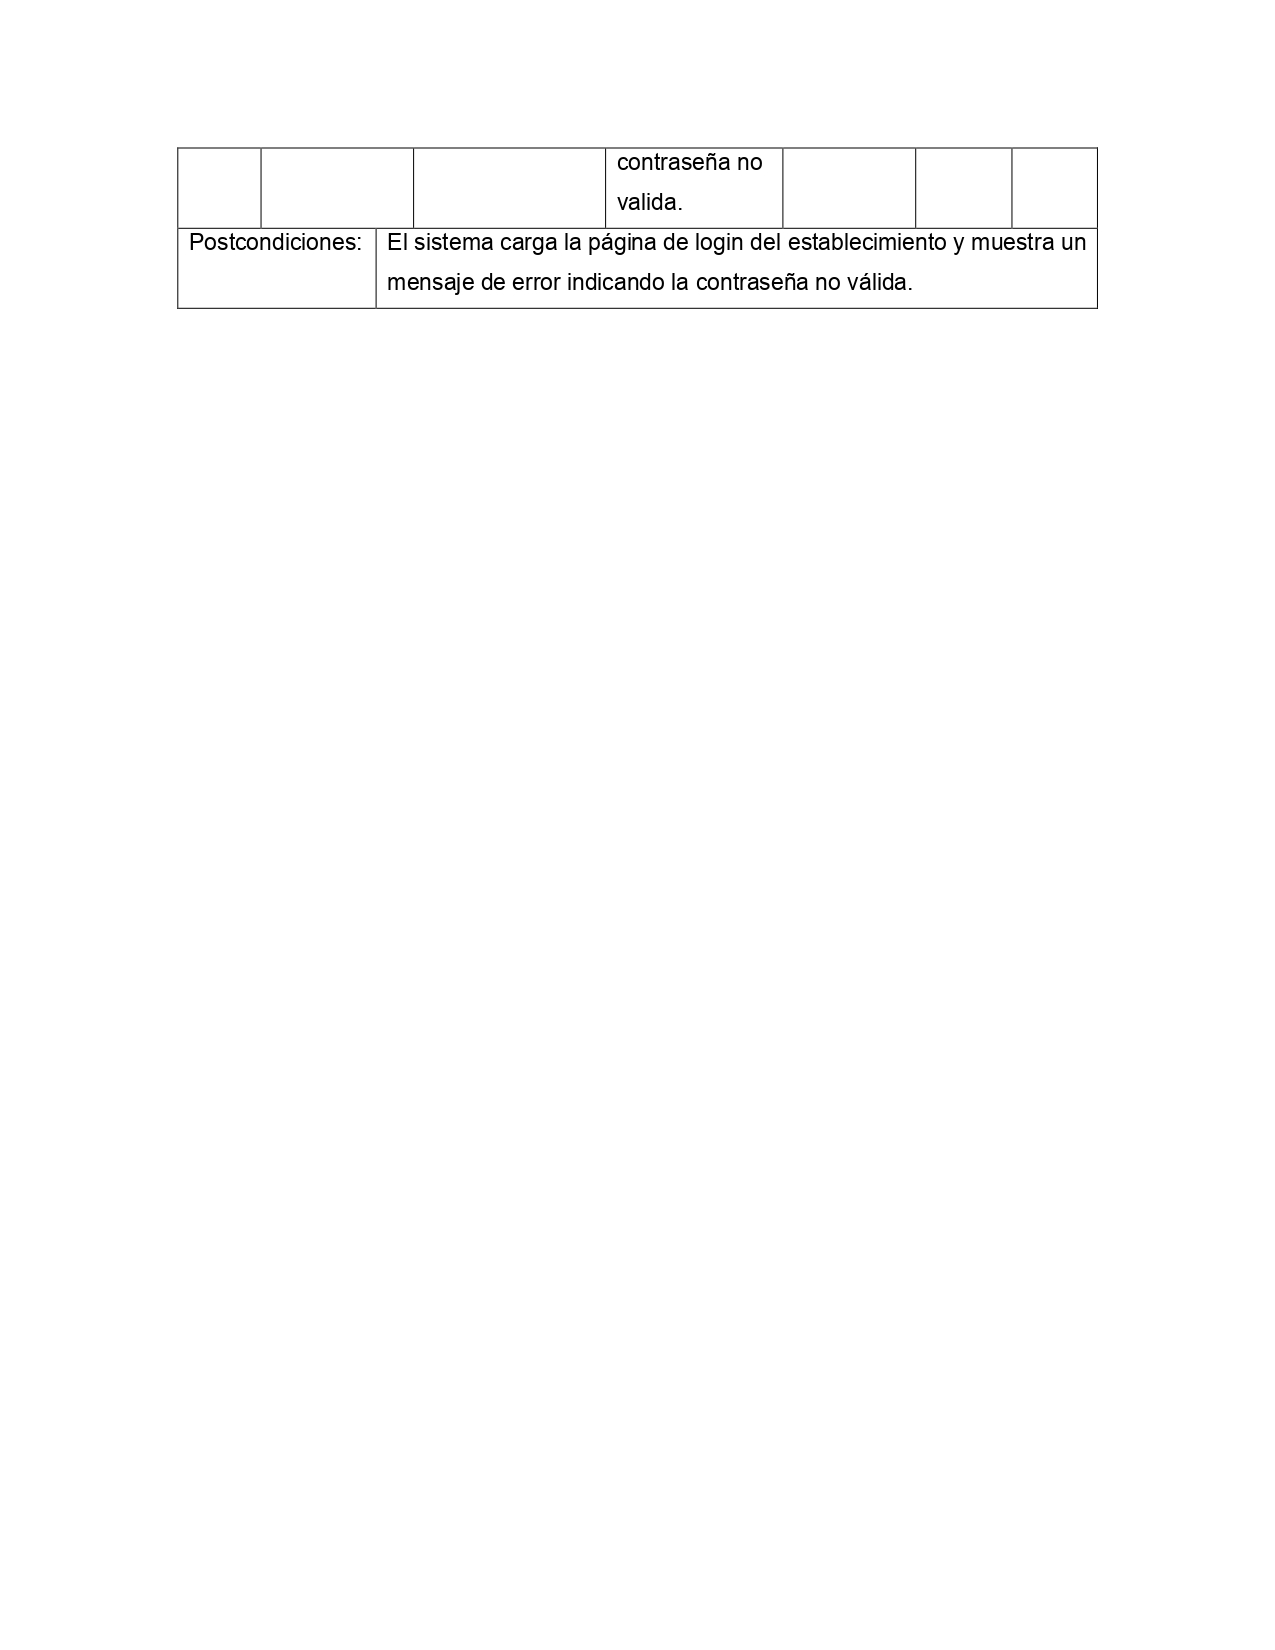 contraseña no
valida.
Postcondiciones: El sistema carga la página de login del establecimiento y muestra un
mensaje de error indicando la contraseña no válida.